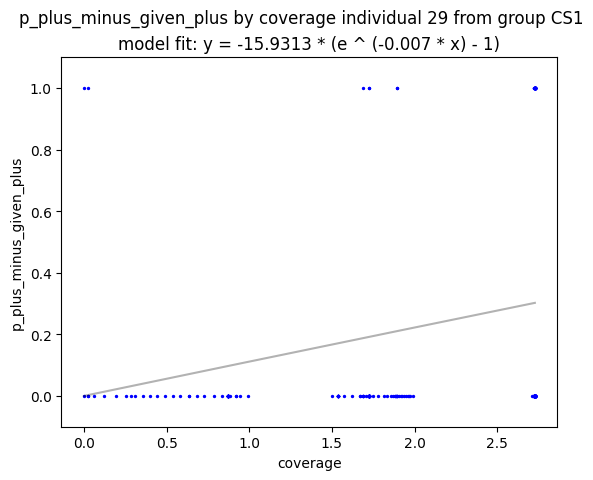 p_plus_minus_given_plus by coverage individual 29 from group CS1
model fit: y = -15.9313 * (e ^ (-0.007 * x) - 1)
p_plus_minus_given_plus
1.0
0.8
0.6
0.4
0.2
0.0
0.0 0.5 1.0 1.5 2.0 2.5
coverage